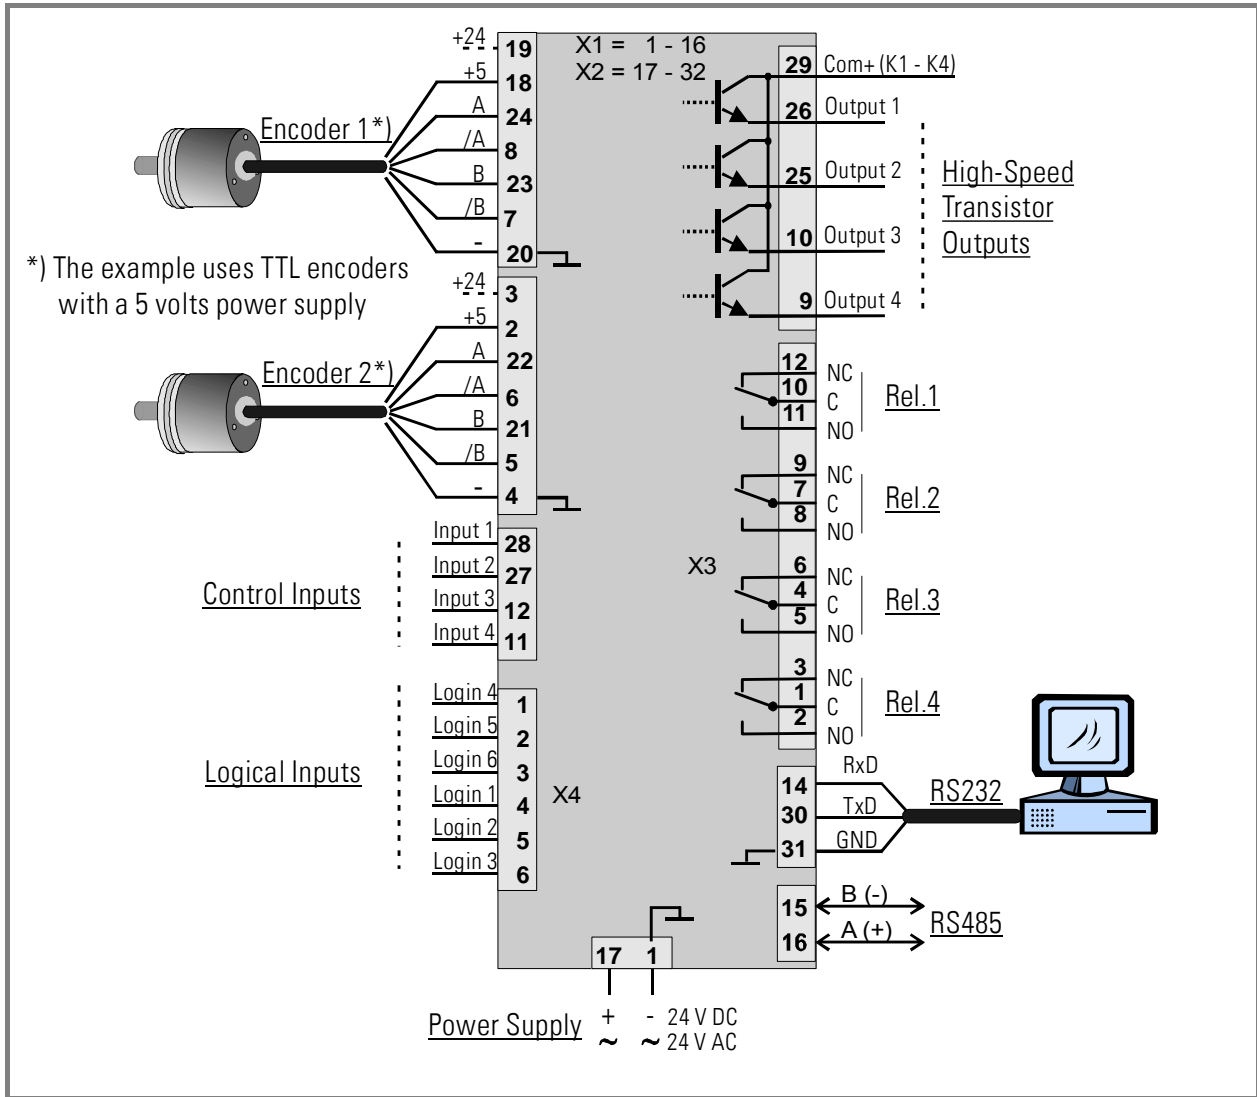 X1 = 1 - 16
X2 = 17 - 32
+24 19
+5 18
A 24
/A 8
B 23
/B 7
- 20
Encoder 1*)
*) The example uses TTL encoders
with a 5 volts power supply
+24 3
+5 2
A 22
/A 6
B 21
/B 5
- 4
Encoder 2*)
Control Inputs
Input 1 28
Input 2 27
Input 3 12
Input 4 11
Logical Inputs
Login 4 1
Login 5 2
Login 6 3
Login 1 4
Login 2 5
Login 3 6
X4
29 Com+ (K1 - K4)
26 Output 1
25 Output 2
10 Output 3
9 Output 4
High-Speed
Transistor
Outputs
X3
12 NC
10 C
11 NO
Rel.1
9 NC
7 C
8 NO
Rel.2
6 NC
4 C
5 NO
Rel.3
3 NC
1 C
2 NO
Rel.4
14 RxD
30 TxD
31 GND
RS232
15 B (-)
16 A (+)
RS485
17 1
Power Supply
+ - 24 V DC
~ ~ 24 V AC